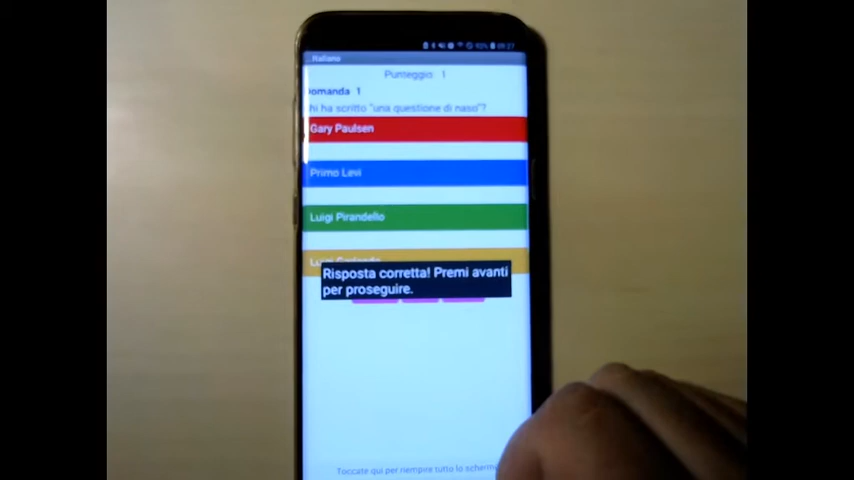 Italiano
Punteggio 1
omanda 1
hi ha scritto "una questione di naso"?
Gary Paulsen
Primo Levi
Luigi Pirandello
Risposta corretta! Premi avanti
per proseguire.
Toccate qui per riempire tutto lo schermo